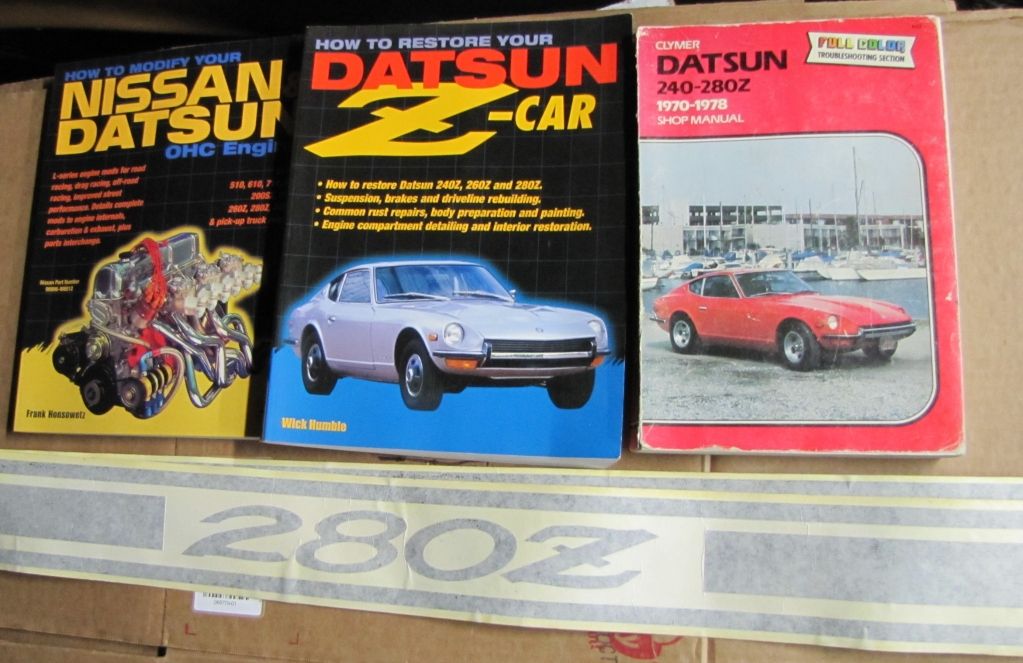 HOW TO MODIFY YOUR
NISSAN
DATSUN
OHC Engi
L-series engine mods for road
racing, drag racing, off-road
racing, improved street
performance. Details complete
mods to engine internals,
carburetion & exhaust, plus
parts interchange.
510, 610, 7
200S
260Z, 280Z
& pick-up truck
Nissan Part Number
Frank Honsowetz
HOW TO RESTORE YOUR
DATSUN
Z-CAR
• How to restore Datsun 240Z, 260Z and 280Z.
• Suspension, brakes and driveline rebuilding.
• Common rust repairs, body preparation and painting.
• Engine compartment detailing and interior restoration.
Wick Humble
CLYMER
DATSUN
240-280Z
1970-1978
SHOP MANUAL
FULL COLOR
TROUBLESHOOTING SECTION
280Z